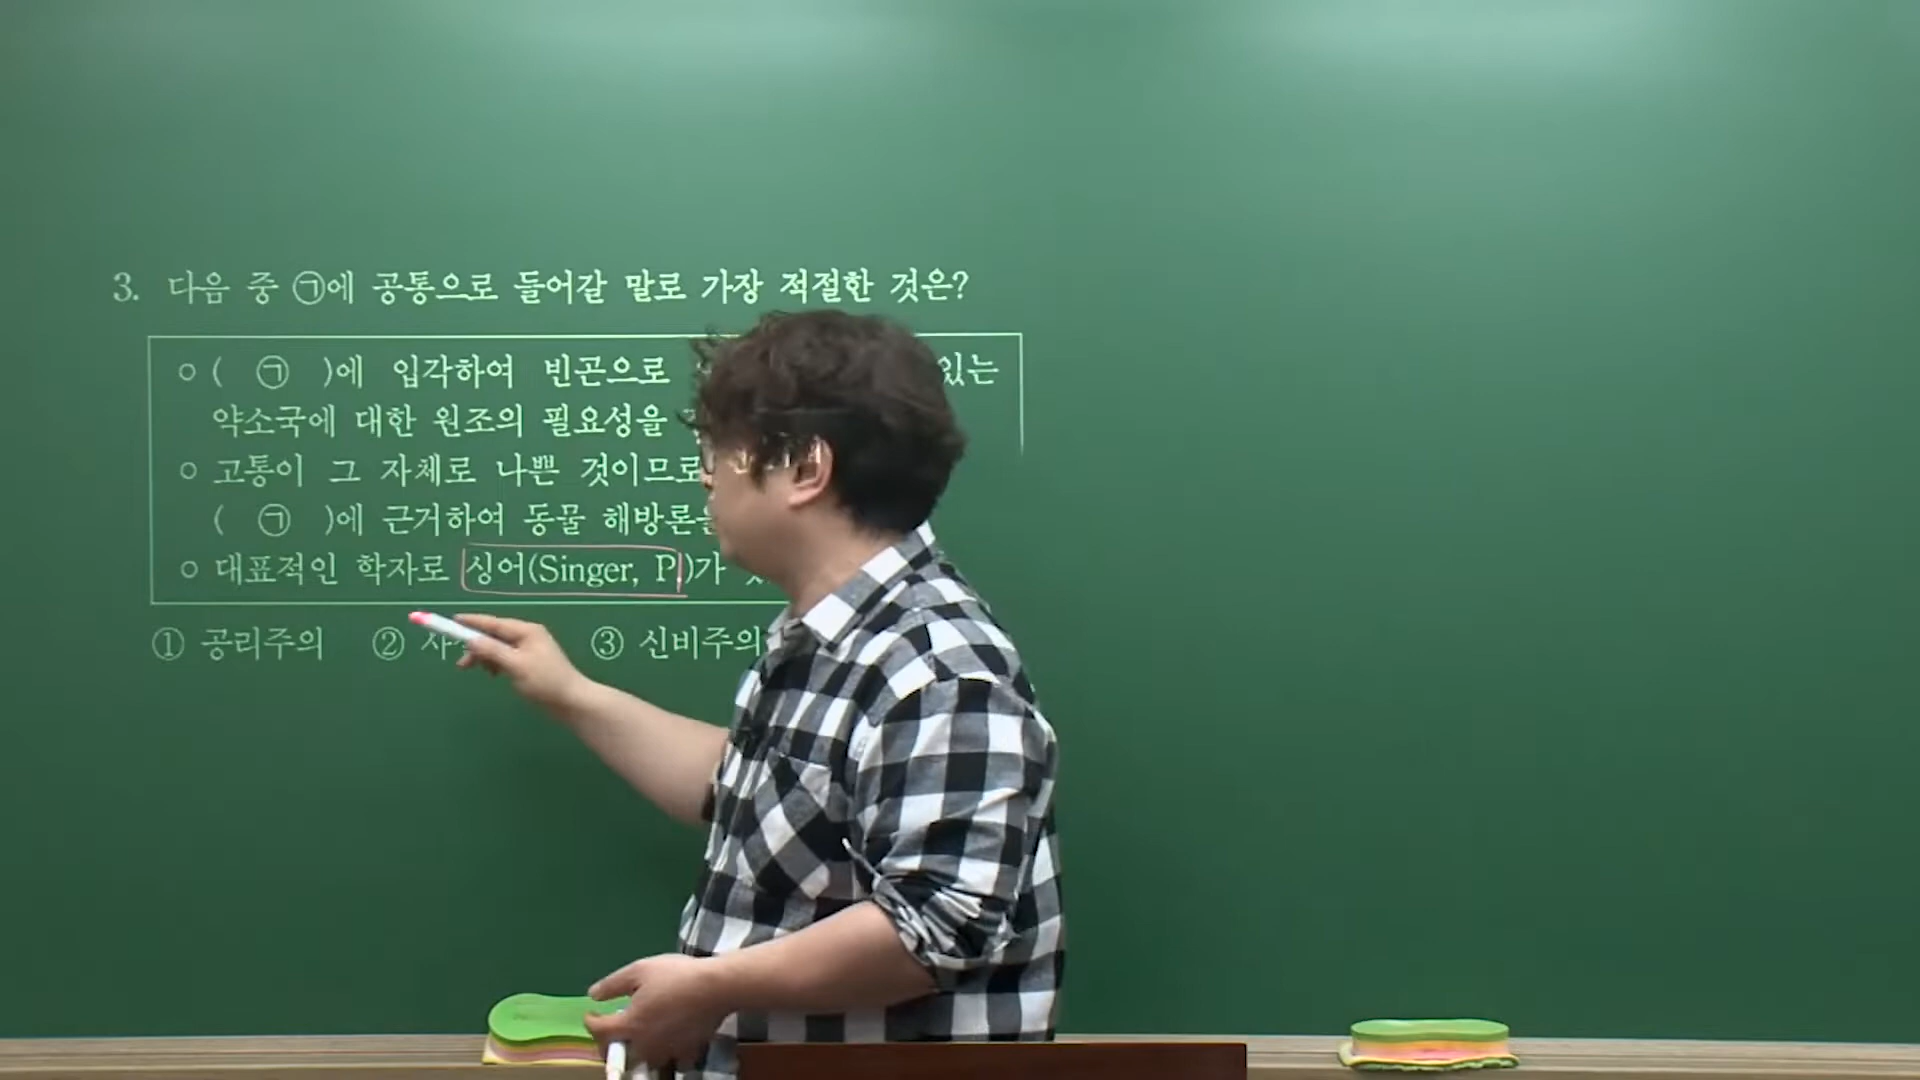 3. 다음 중 ㉠에 공통으로 들어갈 말로 가장 적절한 것은?
○ ( ㉠ )에 입각하여 빈곤으로 있는
약소국에 대한 원조의 필요성을
○ 고통이 그 자체로 나쁜 것이므로
( ㉠ )에 근거하여 동물 해방론을
○ 대표적인 학자로 싱어(Singer, P.)가
① 공리주의 ② ③ 신비주의